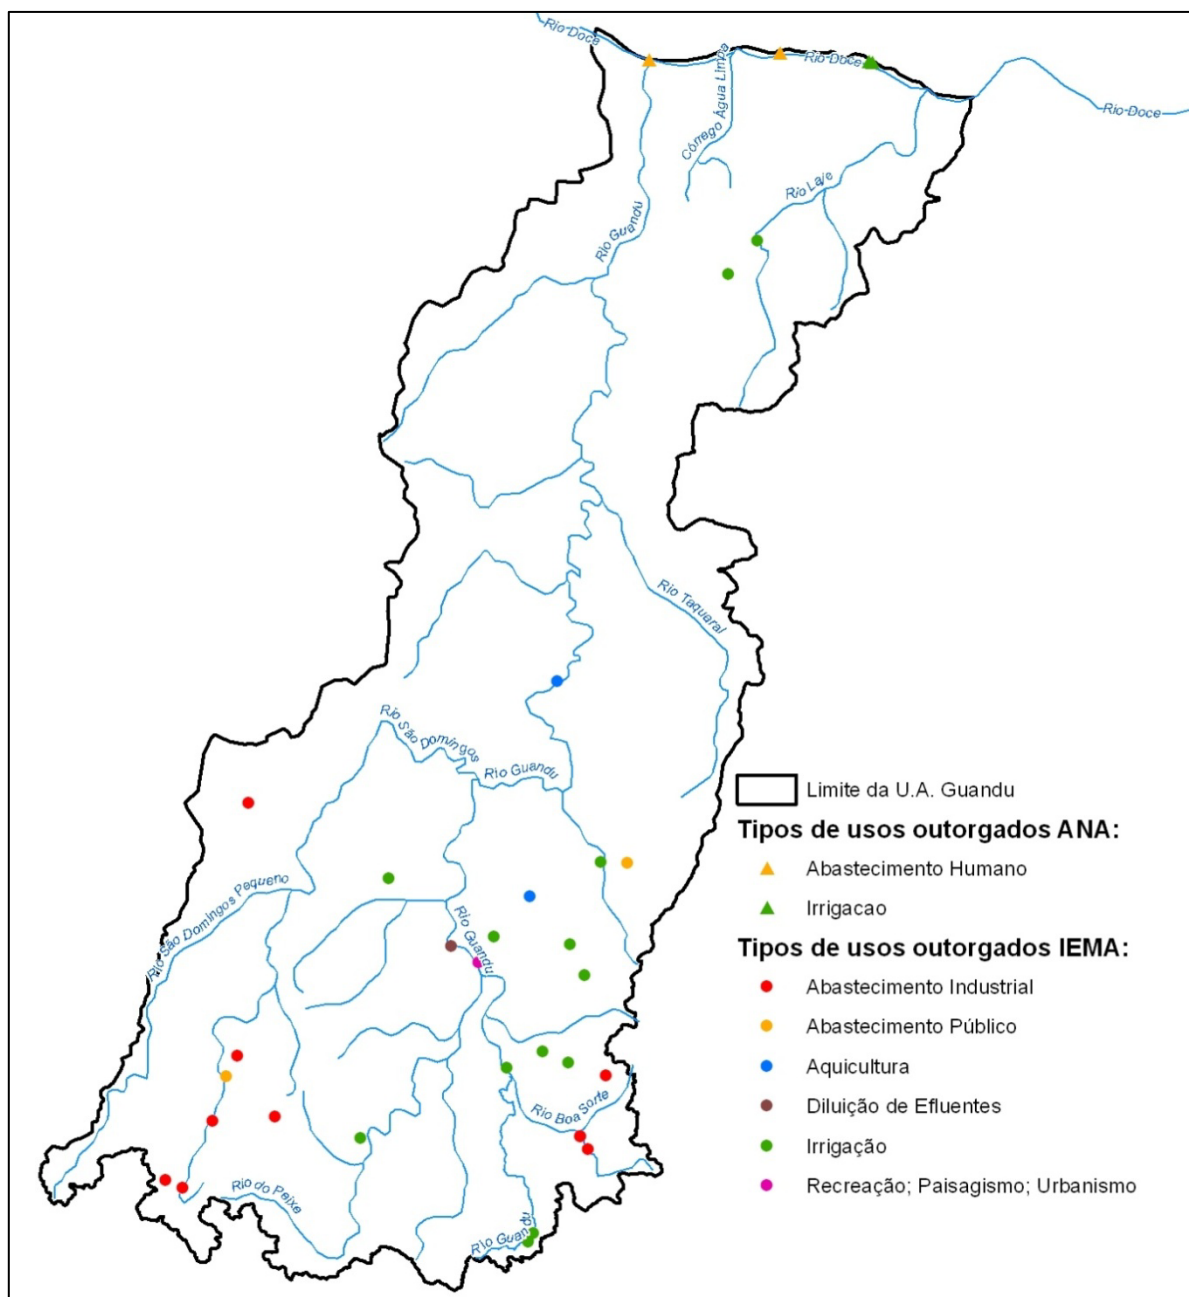 Rio Doce
Rio Doce
Rio Doce
Córrego Água Limpa
Rio Laje
Rio Guandu
Rio Taquaral
Rio São Domingos
Rio Guandu
Rio São Domingos Pequeno
Rio Guandu
Rio Boa Sorte
Rio do Peixe
Rio Guandu
Limite da U.A. Guandu
Tipos de usos outorgados ANA:
Abastecimento Humano
Irrigacao
Tipos de usos outorgados IEMA:
Abastecimento Industrial
Abastecimento Público
Aquicultura
Diluição de Efluentes
Irrigação
Recreação; Paisagismo; Urbanismo